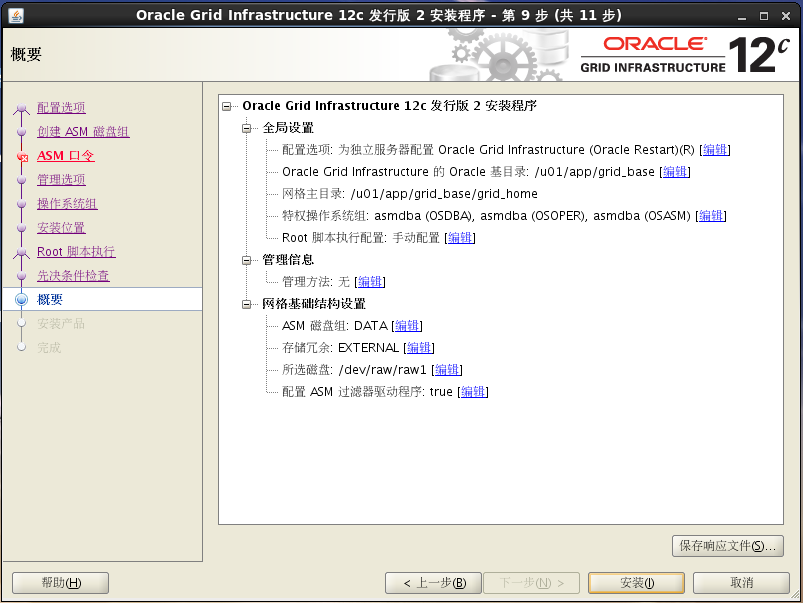 Oracle Grid Infrastructure 12c 发行版 2 安装程序 - 第 9 步 (共 11 步)
概要
ORACLE
GRID INFRASTRUCTURE
12c
配置选项
创建 ASM 磁盘组
ASM 口令
管理选项
操作系统组
安装位置
Root 脚本执行
先决条件检查
概要
安装产品
完成
Oracle Grid Infrastructure 12c 发行版 2 安装程序
全局设置
配置选项: 为独立服务器配置 Oracle Grid Infrastructure (Oracle Restart)(R) [编辑]
Oracle Grid Infrastructure 的 Oracle 基目录: /u01/app/grid_base [编辑]
网格主目录: /u01/app/grid_base/grid_home
特权操作系统组: asmdba (OSDBA), asmdba (OSOPER), asmdba (OSASM) [编辑]
Root 脚本执行配置: 手动配置 [编辑]
管理信息
管理方法: 无 [编辑]
网格基础结构设置
ASM 磁盘组: DATA [编辑]
存储冗余: EXTERNAL [编辑]
所选磁盘: /dev/raw/raw1 [编辑]
配置 ASM 过滤器驱动程序: true [编辑]
保存响应文件(S)...
帮助(H)
< 上一步(B)
下一步(N) >
安装(I)
取消